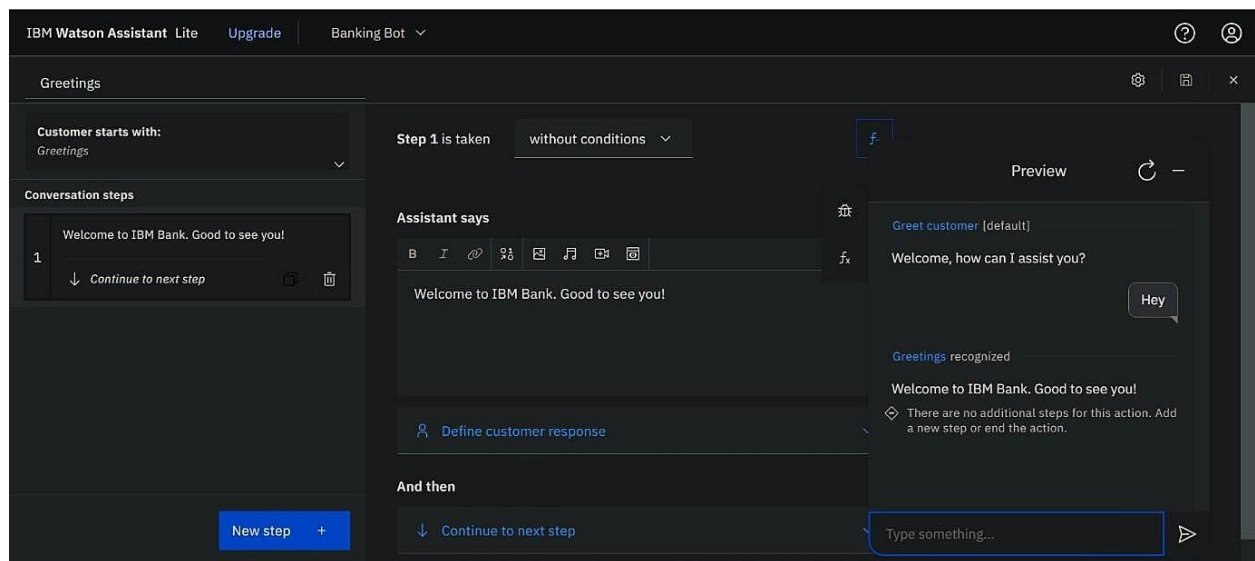 IBM Watson Assistant Lite Upgrade Banking Bot
Greetings
Customer starts with:
Greetings
Conversation steps
1
Welcome to IBM Bank. Good to see you!
Continue to next step
New step +
Step 1 is taken without conditions
Assistant says
B I
Welcome to IBM Bank. Good to see you!
Define customer response
And then
Continue to next step
fx
Preview
Greet customer [default]
Welcome, how can I assist you?
Hey
Greetings recognized
Welcome to IBM Bank. Good to see you!
There are no additional steps for this action. Add
a new step or end the action.
Type something...